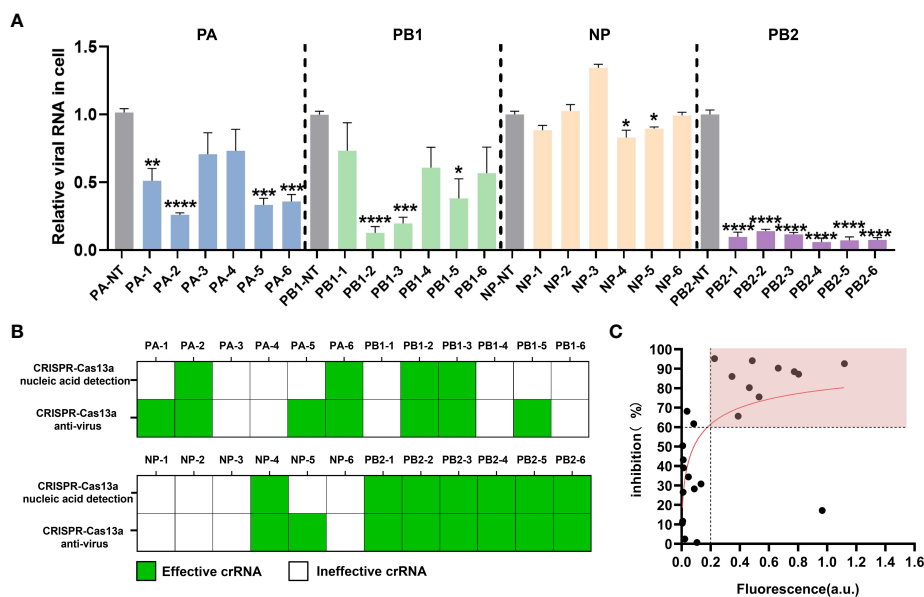 A
PA PB1 NP PB2
Relative viral RNA in cell
1.5
1.0
0.5
0.0
** **** *** *** **** *** * * * **** **** **** **** **** ****
PA-NT PA-1 PA-2 PA-3 PA-4 PA-5 PA-6 PB1-NT PB1-1 PB1-2 PB1-3 PB1-4 PB1-5 PB1-6 NP-NT NP-1 NP-2 NP-3 NP-4 NP-5 NP-6 PB2-NT PB2-1 PB2-2 PB2-3 PB2-4 PB2-5 PB2-6
B
PA-1 PA-2 PA-3 PA-4 PA-5 PA-6 PB1-1 PB1-2 PB1-3 PB1-4 PB1-5 PB1-6
CRISPR-Cas13a
nucleic acid detection
CRISPR-Cas13a
anti-virus
NP-1 NP-2 NP-3 NP-4 NP-5 NP-6 PB2-1 PB2-2 PB2-3 PB2-4 PB2-5 PB2-6
CRISPR-Cas13a
nucleic acid detection
CRISPR-Cas13a
anti-virus
Effective crRNA Ineffective crRNA
C
inhibition( %)
100
90
80
70
60
50
40
30
20
10
0
0.0 0.2 0.4 0.6 0.8 1.0 1.2 1.4 1.6
Fluorescence(a.u.)